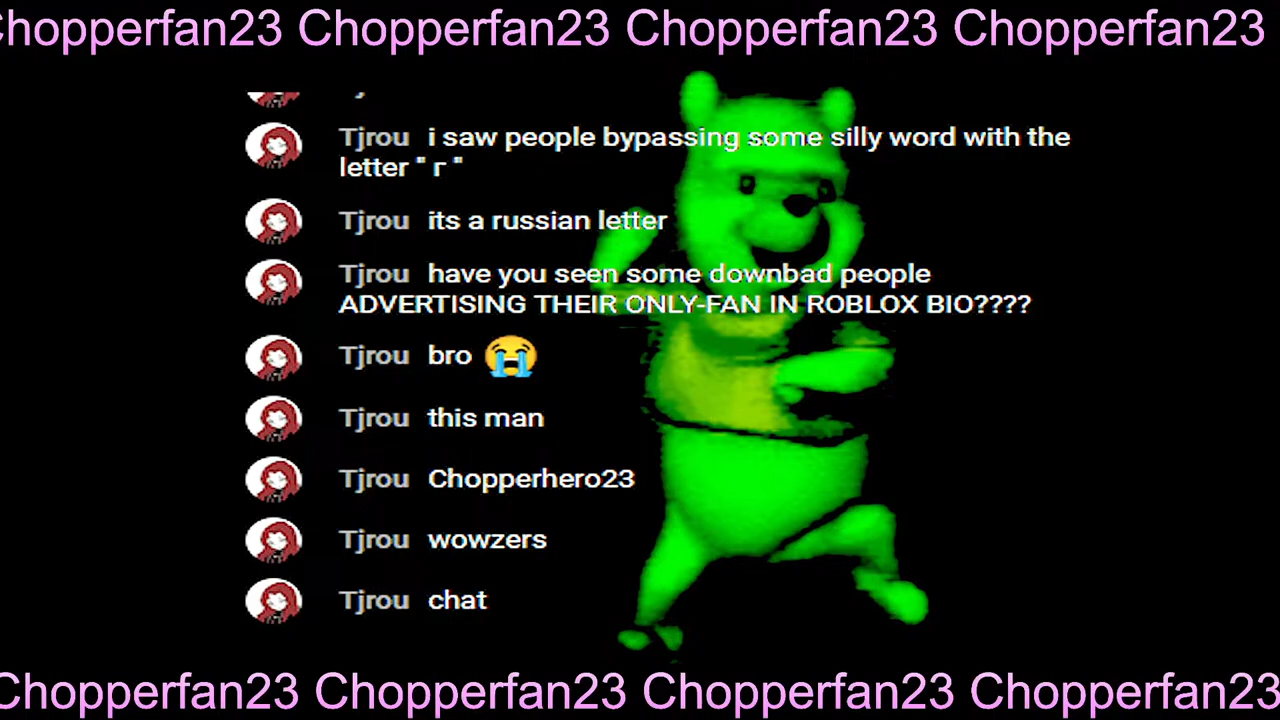 Chopperfan23 Chopperfan23 Chopperfan23 Chopperfan23
Tjrou i saw people bypassing some silly word with the
letter " г "
Tjrou its a russian letter
Tjrou have you seen some downbad people
ADVERTISING THEIR ONLY-FAN IN ROBLOX BIO????
Tjrou bro 😭
Tjrou this man
Tjrou Chopperhero23
Tjrou wowzers
Tjrou chat
Chopperfan23 Chopperfan23 Chopperfan23 Chopperfan23